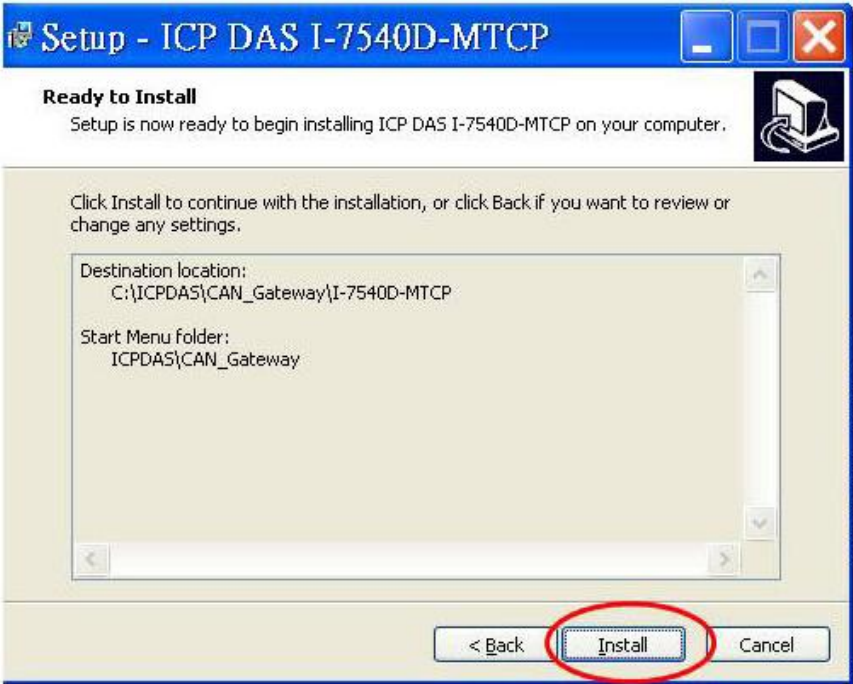 Setup - ICP DAS I-7540D-MTCP
Ready to Install
Setup is now ready to begin installing ICP DAS I-7540D-MTCP on your computer.
Click Install to continue with the installation, or click Back if you want to review or
change any settings.
Destination location:
C:\ICPDAS\CAN_Gateway\I-7540D-MTCP
Start Menu folder:
ICPDAS\CAN_Gateway
< Back
Install
Cancel